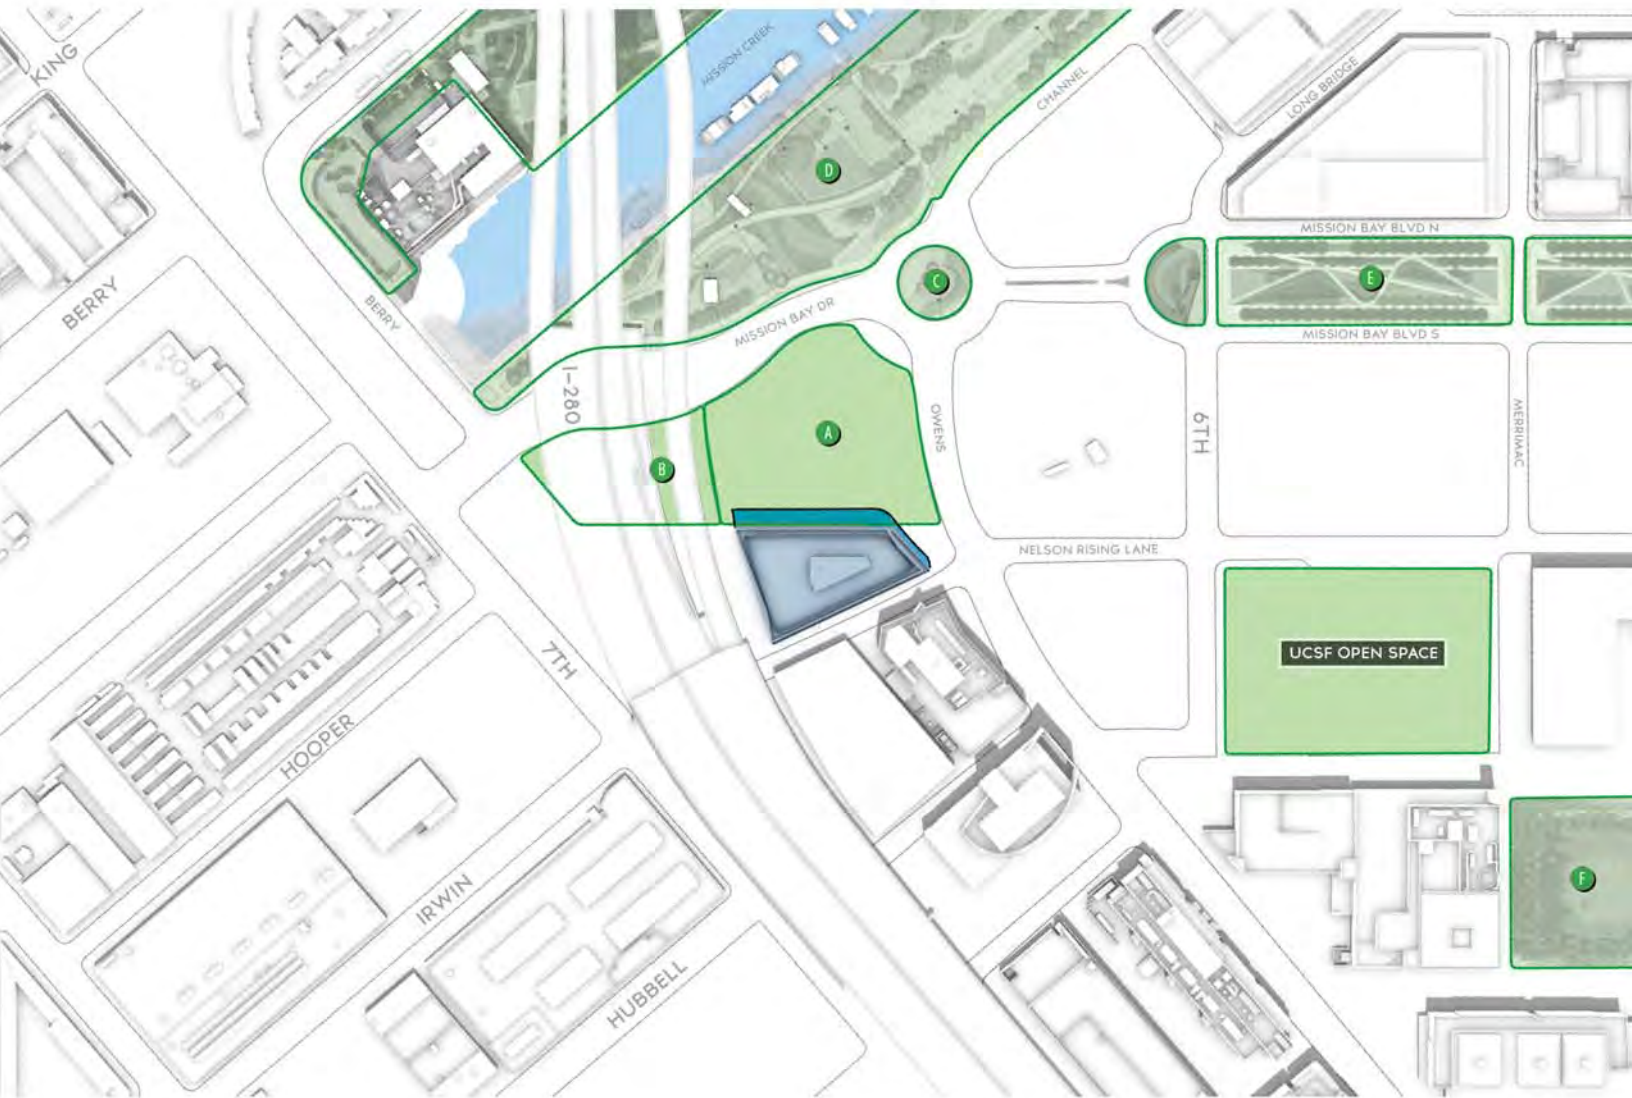 KING
MISSION CREEK
CHANNEL
LONG BRIDGE
D
MISSION BAY BLVD N
BERRY
BERRY
C
E
MISSION BAY DR
MISSION BAY BLVD S
I-280
OWENS
6TH
MERRIMAC
A
B
NELSON RISING LANE
UCSF OPEN SPACE
7TH
HOOPER
IRWIN
F
HUBBELL